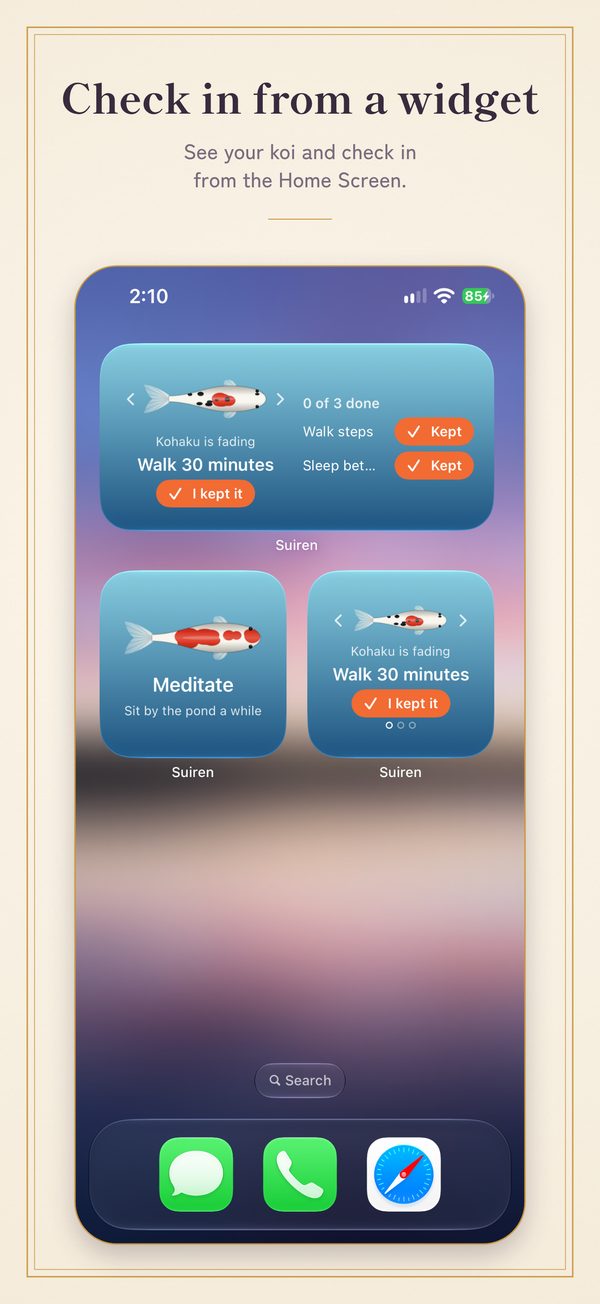 Check in from a widget
See your koi and check in
from the Home Screen.
2:10
85
Kohaku is fading
Walk 30 minutes
I kept it
0 of 3 done
Walk steps
Kept
Sleep bet...
Kept
Suiren
Meditate
Sit by the pond a while
Suiren
Kohaku is fading
Walk 30 minutes
I kept it
Suiren
Search